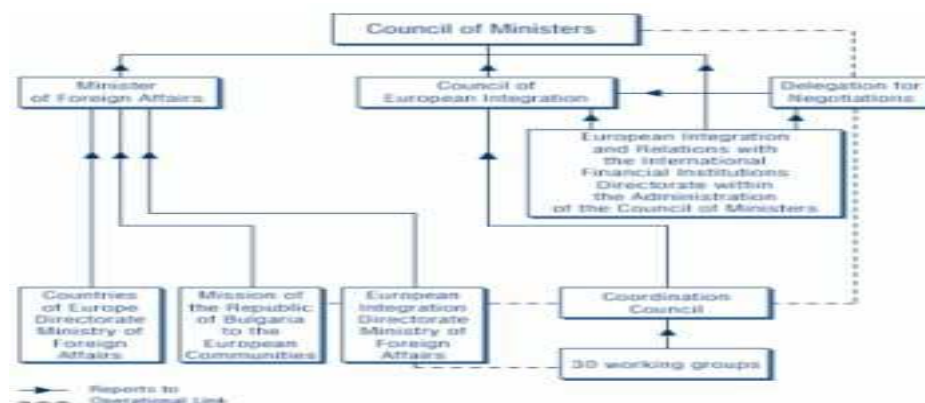 Council of Ministers
Minister
of Foreign Affairs
Council of
European Integration
Delegation for
Negotiations
European Integration
and Relations with
the International
Financial Institutions
Directorate within
the Administration
of the Council of Ministers
Countries
of Europe
Directorate
Ministry of
Foreign
Affairs
Mission of
the Republic
of Bulgaria
to the
European
Communities
European
Integration
Directorate
Ministry of
Foreign
Affairs
Coordination
Council
30 working groups
Reports to
Operational Link